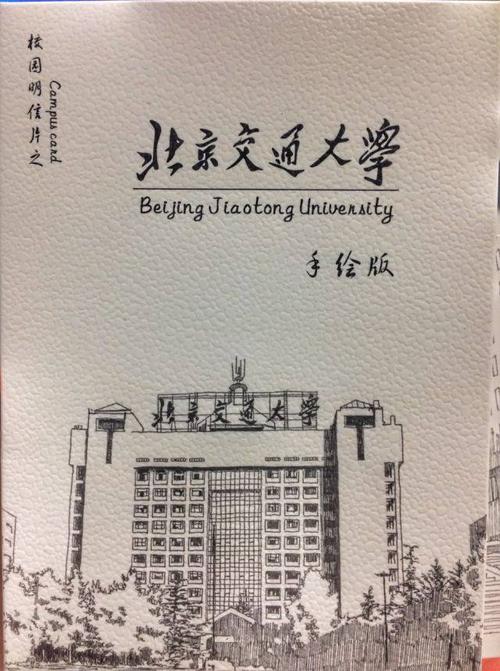 校园明信片之
Campus card
北京交通大學
Beijing Jiaotong University
手绘版
北京交通大學